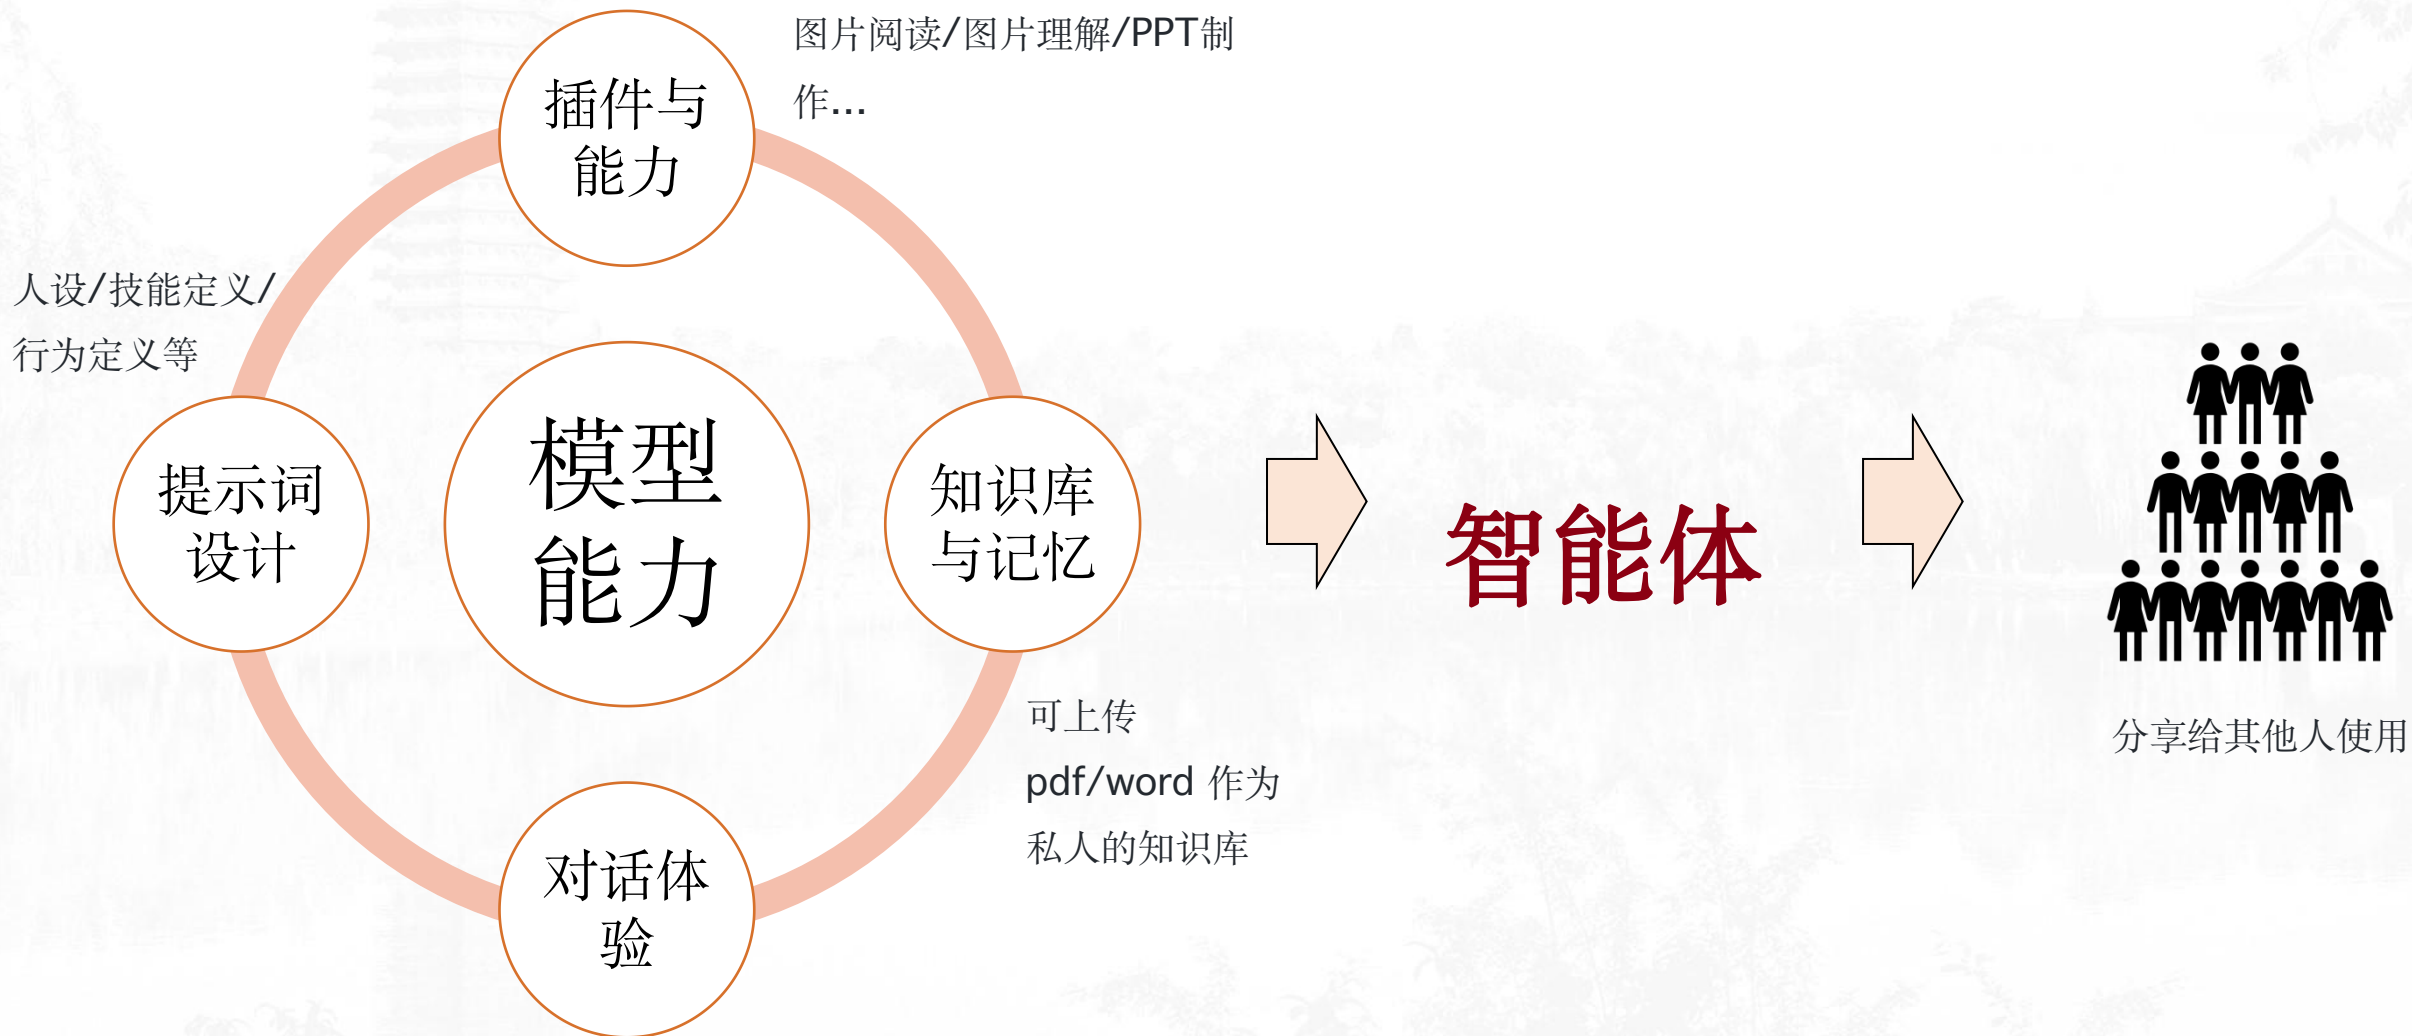 图片阅读/图片理解/PPT制
作...
插件与
能力
人设/技能定义/
行为定义等
提示词
设计
模型
能力
知识库
与记忆
可上传
pdf/word 作为
私人的知识库
对话体
验
智能体
分享给其他人使用